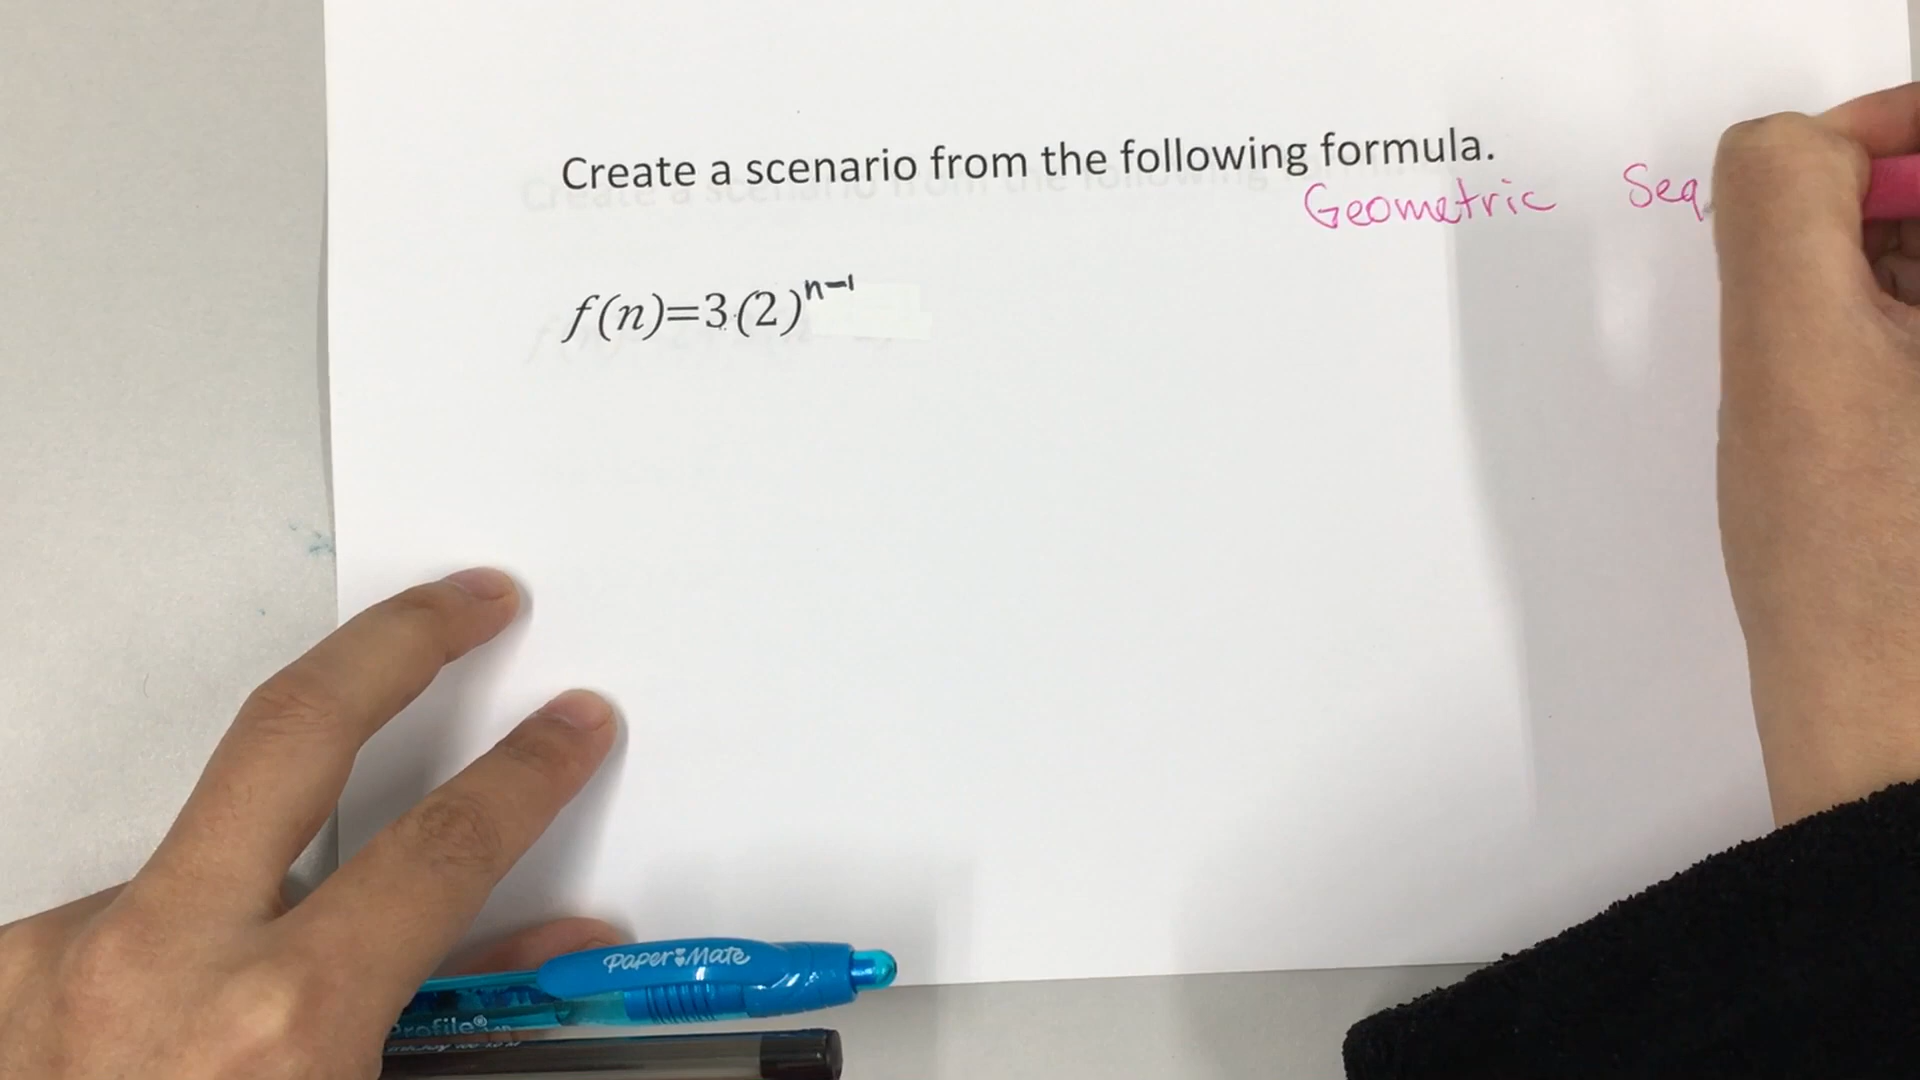 Create a scenario from the following formula.
Geometric Seq
f(n)=3(2)^{n-1}
Paper Mate
Profile®